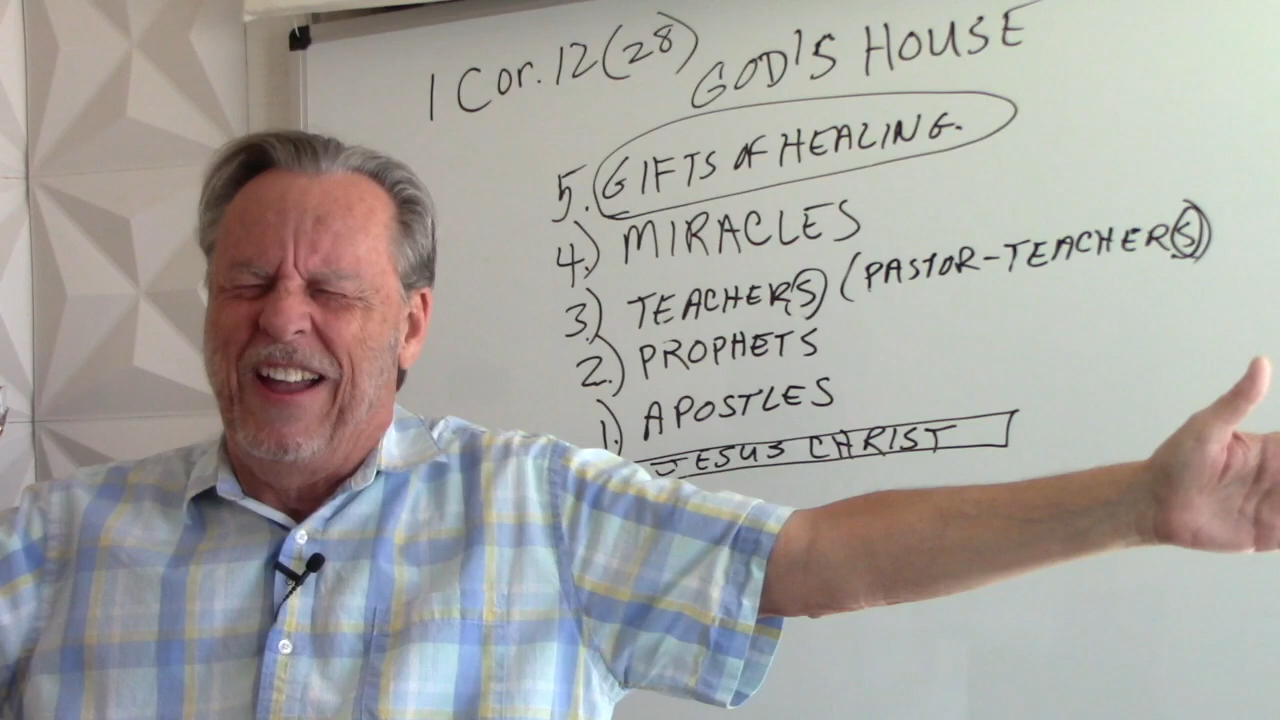 1 Cor. 12 (28)
GOD'S HOUSE
5. GIFTS OF HEALING.
4.) MIRACLES
3.) TEACHER(S) (PASTOR-TEACHER(S))
2.) PROPHETS
1.) APOSTLES
JESUS CHRIST